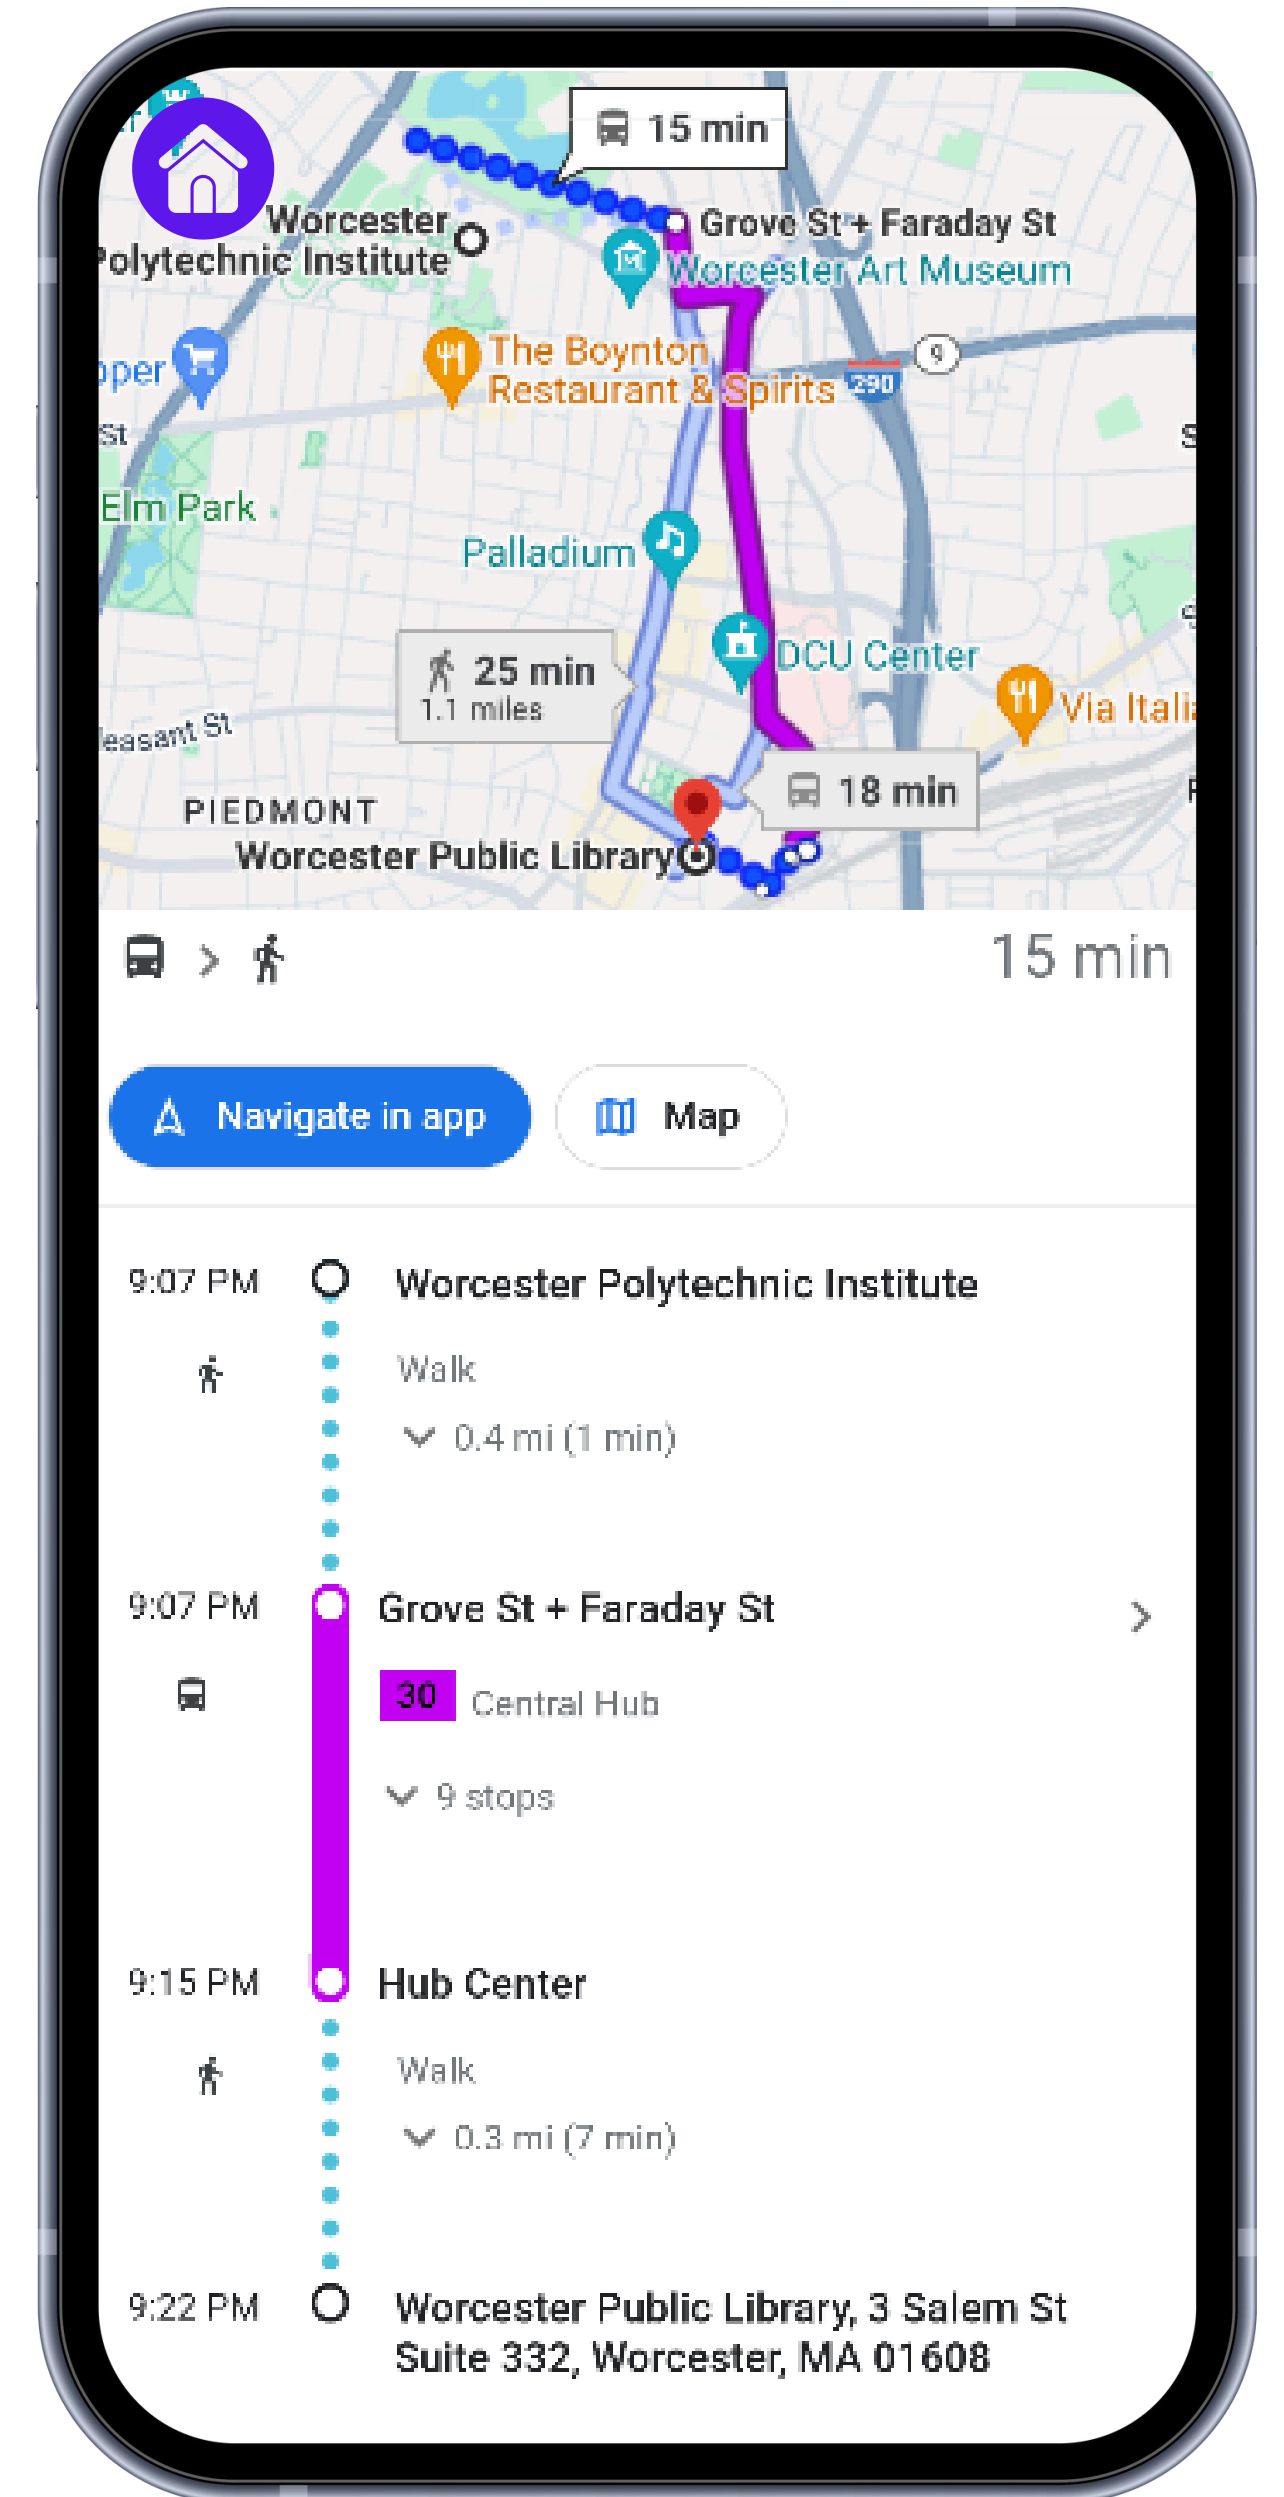 15 min
Worcester
Polytechnic Institute
Grove St + Faraday St
Worcester Art Museum
The Boynton
Restaurant & Spirits
290
9
St
Elm Park
Palladium
25 min
1.1 miles
DCU Center
Via Itali
easant St
18 min
PIEDMONT
Worcester Public Library
15 min
Navigate in app
Map
9:07 PM
Worcester Polytechnic Institute
Walk
0.4 mi (1 min)
9:07 PM
Grove St + Faraday St
30 Central Hub
9 stops
9:15 PM
Hub Center
Walk
0.3 mi (7 min)
9:22 PM
Worcester Public Library, 3 Salem St
Suite 332, Worcester, MA 01608